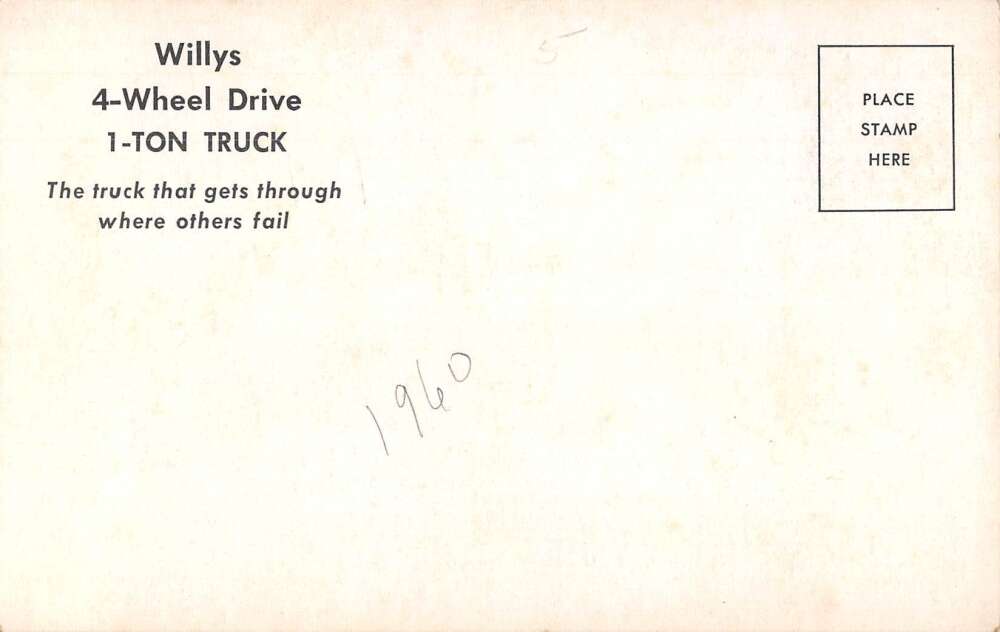 Willys
4-Wheel Drive
1-TON TRUCK
The truck that gets through
where others fail
PLACE
STAMP
HERE
5
1960